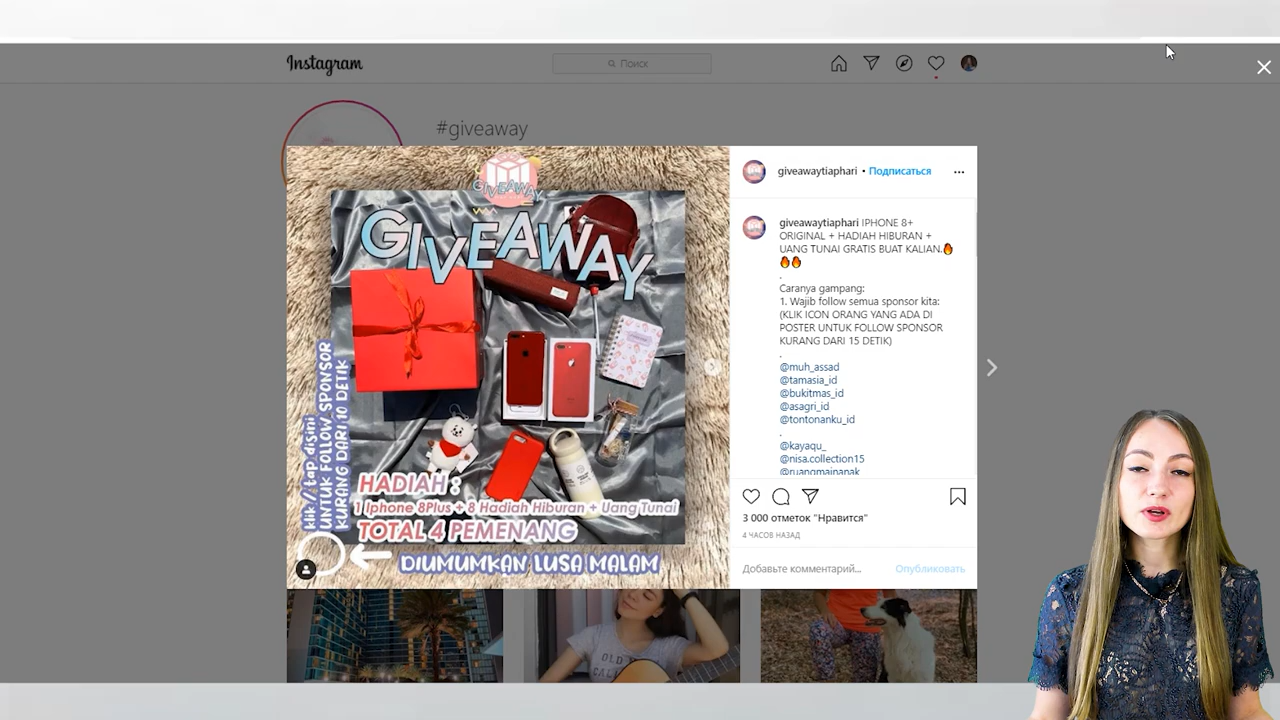 Instagram
Поиск
#giveaway
GIVEAWAY
GIVEAWAY
klik // tap disini
UNTUK FOLLOW SPONSOR
KURANG DARI 10 DETIK
HADIAH :
1 Iphone 8Plus + 8 Hadiah Hiburan + Uang Tunai
TOTAL 4 PEMENANG
DIUMUMKAN LUSA MALAM
giveawaytiaphari • Подписаться
giveawaytiaphari IPHONE 8+
ORIGINAL + HADIAH HIBURAN +
UANG TUNAI GRATIS BUAT KALIAN.🔥
🔥🔥
.
Caranya gampang:
1. Wajib follow semua sponsor kita:
(KLIK ICON ORANG YANG ADA DI
POSTER UNTUK FOLLOW SPONSOR
KURANG DARI 15 DETIK)
.
@muh_assad
@tamasia_id
@bukitmas_id
@asagri_id
@tontonanku_id
.
@kayaqu_
@nisa.collection15
@ruangmainanak
3 000 отметок "Нравится"
4 ЧАСОВ НАЗАД
Добавьте комментарий...
Опубликовать
OLD